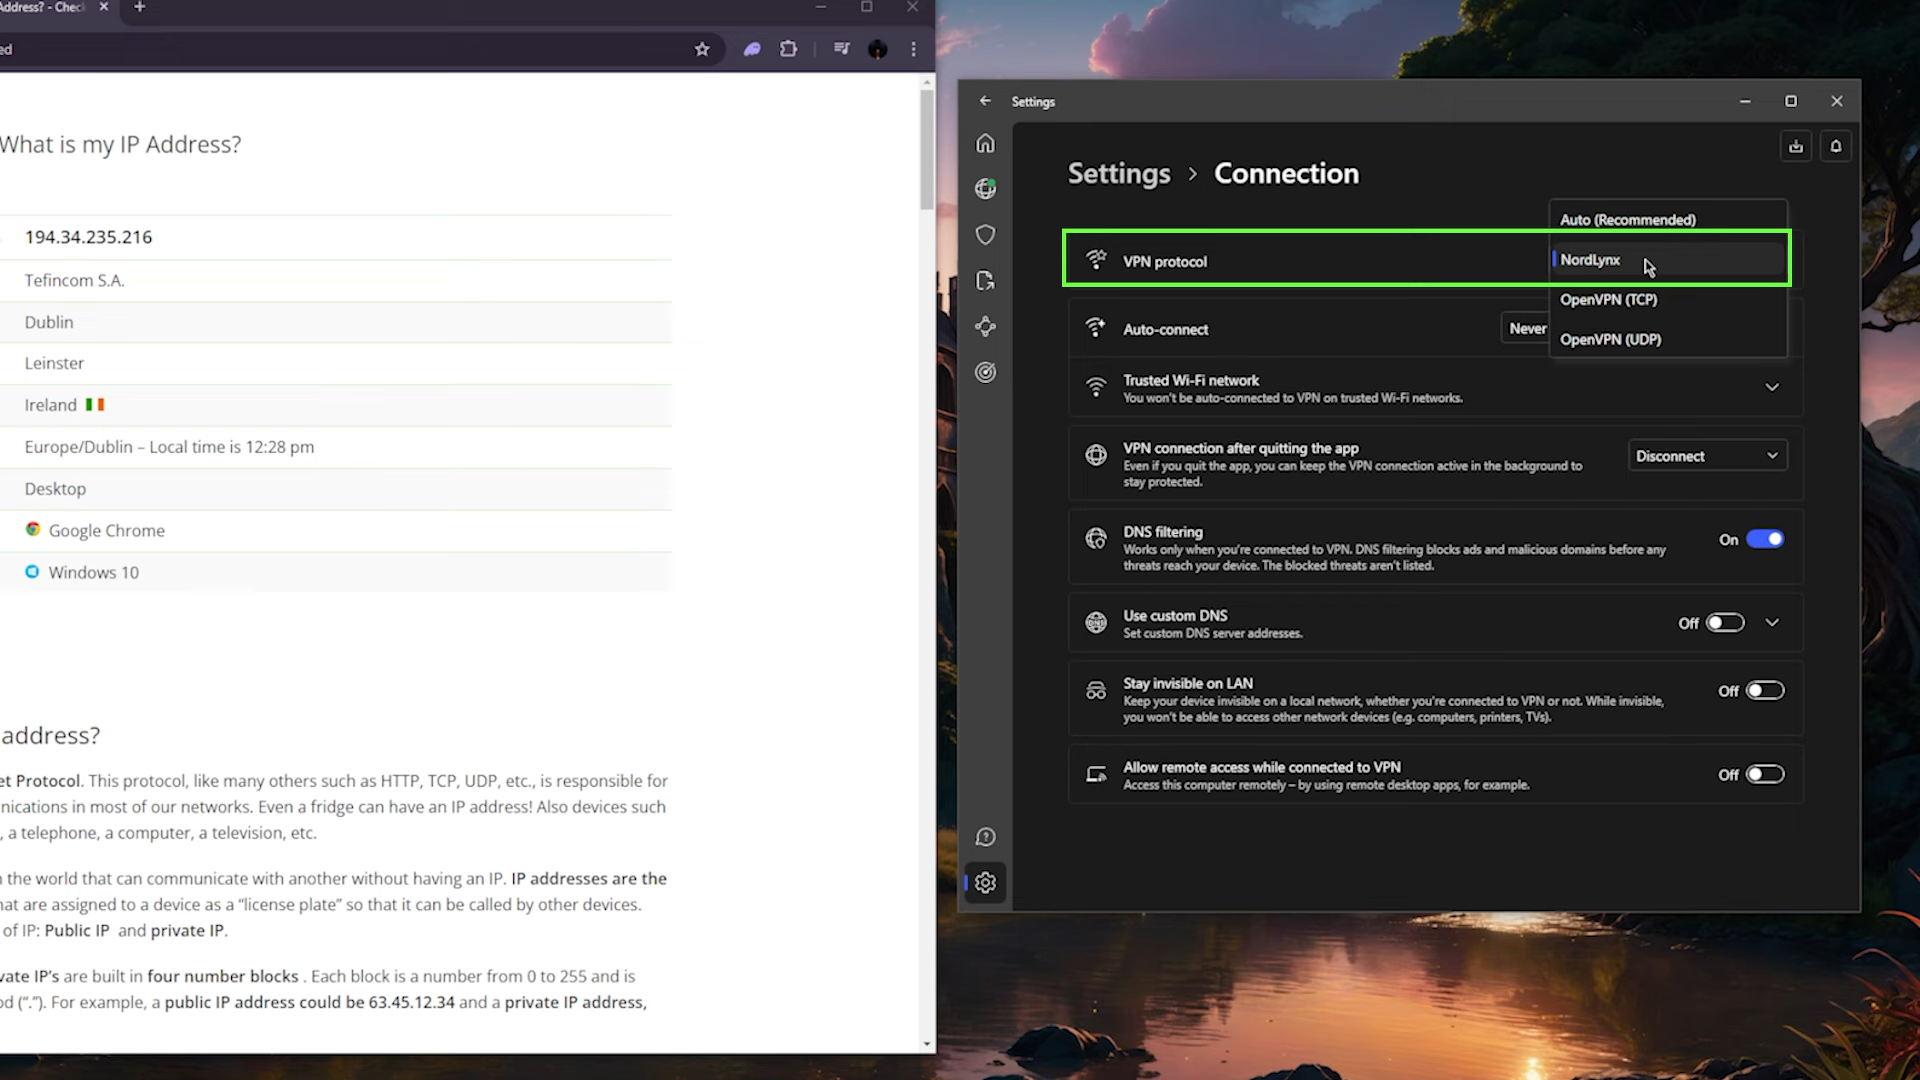 Address? - Chec
ed
What is my IP Address?
194.34.235.216
Tefincom S.A.
Dublin
Leinster
Ireland
Europe/Dublin – Local time is 12:28 pm
Desktop
Google Chrome
Windows 10
address?
et Protocol. This protocol, like many others such as HTTP, TCP, UDP, etc., is responsible for
nications in most of our networks. Even a fridge can have an IP address! Also devices such
, a telephone, a computer, a television, etc.
n the world that can communicate with another without having an IP. IP addresses are the
hat are assigned to a device as a “license plate” so that it can be called by other devices.
of IP: Public IP and private IP.
vate IP's are built in four number blocks . Each block is a number from 0 to 255 and is
od (“.”). For example, a public IP address could be 63.45.12.34 and a private IP address,
Settings
Settings > Connection
VPN protocol
Auto (Recommended)
NordLynx
OpenVPN (TCP)
OpenVPN (UDP)
Auto-connect
Never
Trusted Wi-Fi network
You won't be auto-connected to VPN on trusted Wi-Fi networks.
VPN connection after quitting the app
Even if you quit the app, you can keep the VPN connection active in the background to
stay protected.
Disconnect
DNS filtering
Works only when you're connected to VPN. DNS filtering blocks ads and malicious domains before any
threats reach your device. The blocked threats aren't listed.
On
Use custom DNS
Set custom DNS server addresses.
Off
Stay invisible on LAN
Keep your device invisible on a local network, whether you're connected to VPN or not. While invisible,
you won't be able to access other network devices (e.g. computers, printers, TVs).
Off
Allow remote access while connected to VPN
Access this computer remotely – by using remote desktop apps, for example.
Off